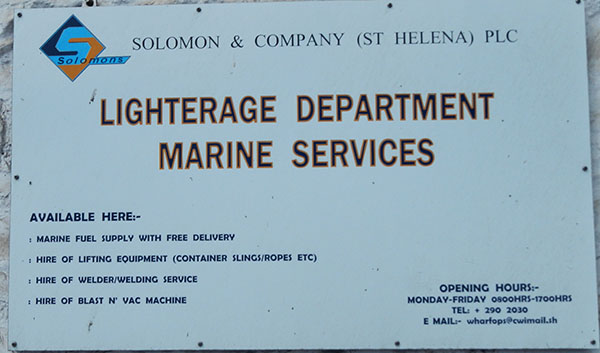 Solomons
SOLOMON & COMPANY (ST HELENA) PLC
LIGHTERAGE DEPARTMENT
MARINE SERVICES
AVAILABLE HERE:-
: MARINE FUEL SUPPLY WITH FREE DELIVERY
: HIRE OF LIFTING EQUIPMENT (CONTAINER SLINGS/ROPES ETC)
: HIRE OF WELDER/WELDING SERVICE
: HIRE OF BLAST N' VAC MACHINE
OPENING HOURS:-
MONDAY-FRIDAY 0800HRS-1700HRS
TEL: + 290 2030
E MAIL:- wharfops@cwimail.sh